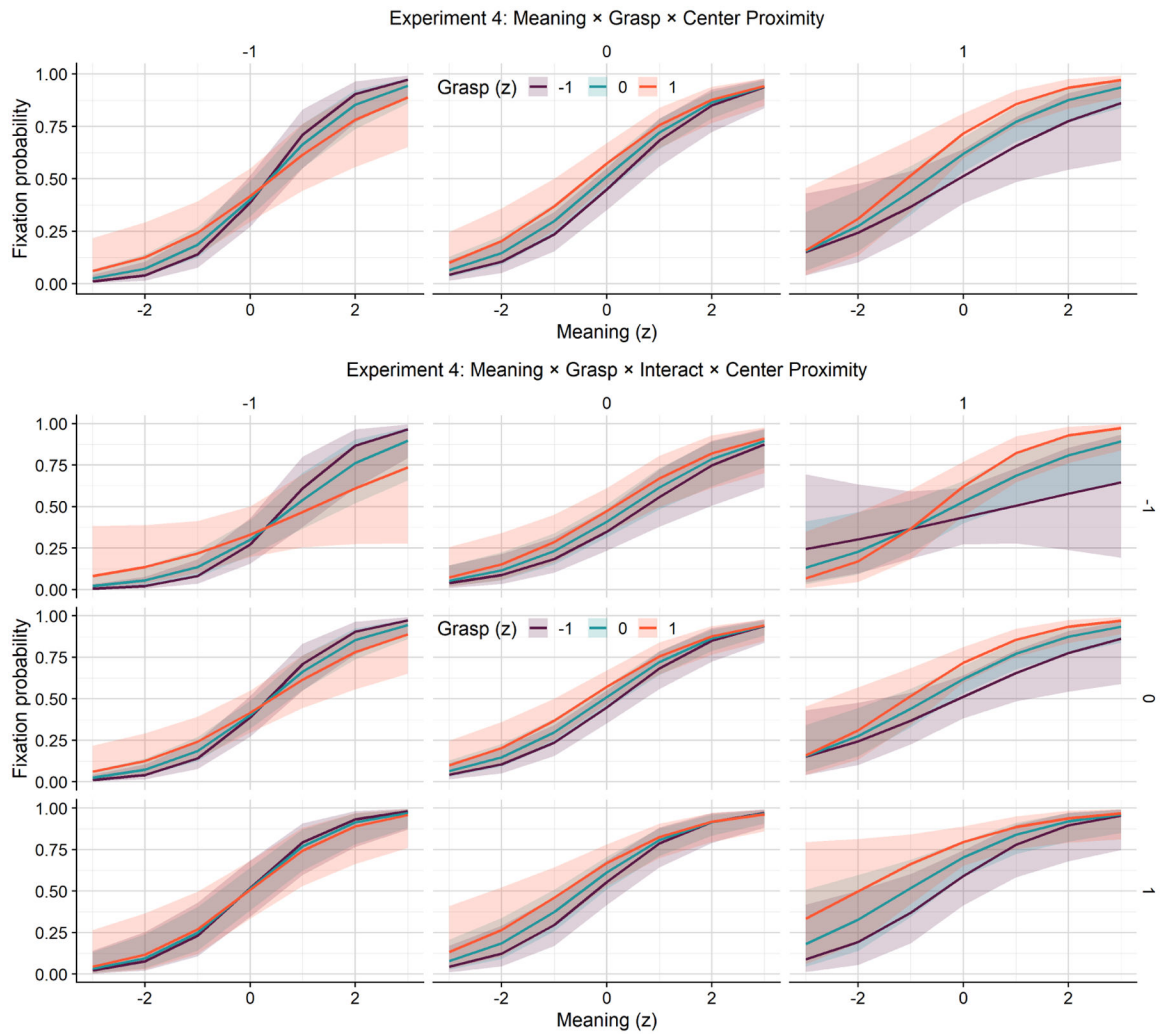 Experiment 4: Meaning × Grasp × Center Proximity
-1 0 1
Grasp (z) -1 0 1
1.00
0.75
0.50
0.25
0.00
Fixation probability
-2 0 2 -2 0 2 -2 0 2
Meaning (z)
Experiment 4: Meaning × Grasp × Interact × Center Proximity
-1 0 1
1.00
0.75
0.50
0.25
0.00
-1
Grasp (z) -1 0 1
1.00
0.75
0.50
0.25
0.00
0
Fixation probability
1.00
0.75
0.50
0.25
0.00
1
-2 0 2 -2 0 2 -2 0 2
Meaning (z)